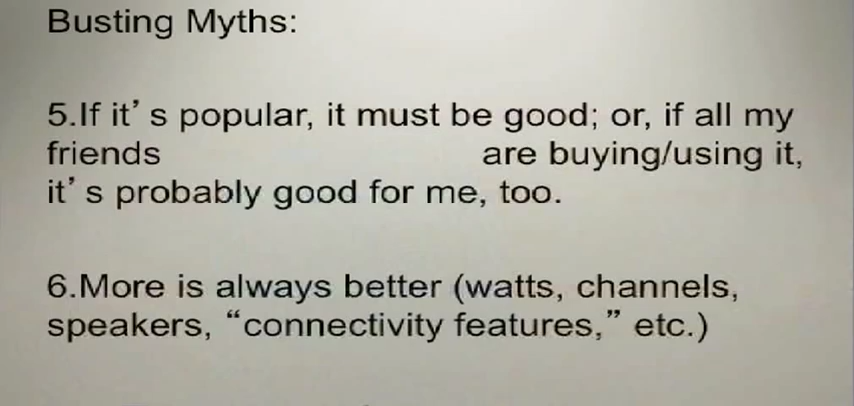 Busting Myths:
5.If it’s popular, it must be good; or, if all my
friends are buying/using it,
it’s probably good for me, too.
6.More is always better (watts, channels,
speakers, “connectivity features,” etc.)